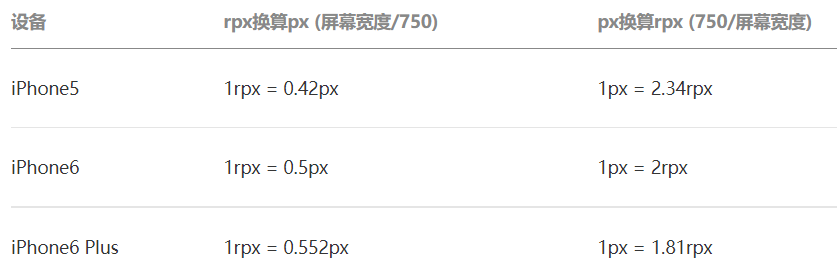 设备 rpx换算px (屏幕宽度/750) px换算rpx (750/屏幕宽度)
iPhone5 1rpx = 0.42px 1px = 2.34rpx
iPhone6 1rpx = 0.5px 1px = 2rpx
iPhone6 Plus 1rpx = 0.552px 1px = 1.81rpx